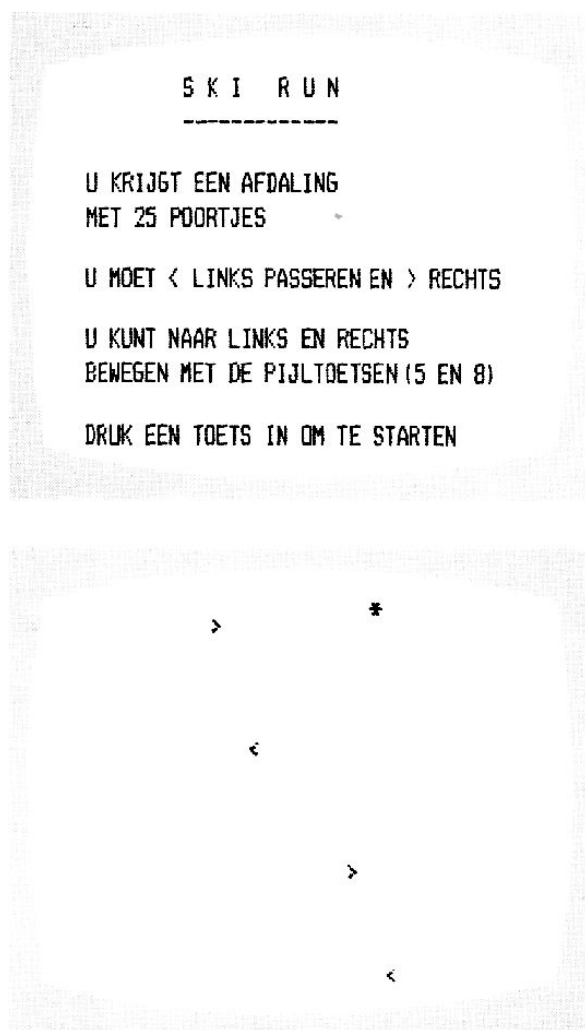 SKI RUN
-------------
U KRIJGT EEN AFDALING
MET 25 POORTJES
U MOET < LINKS PASSEREN EN > RECHTS
U KUNT NAAR LINKS EN RECHTS
BEWEGEN MET DE PIJLTOETSEN (5 EN 8)
DRUK EEN TOETS IN OM TE STARTEN
*
>
<
>
<